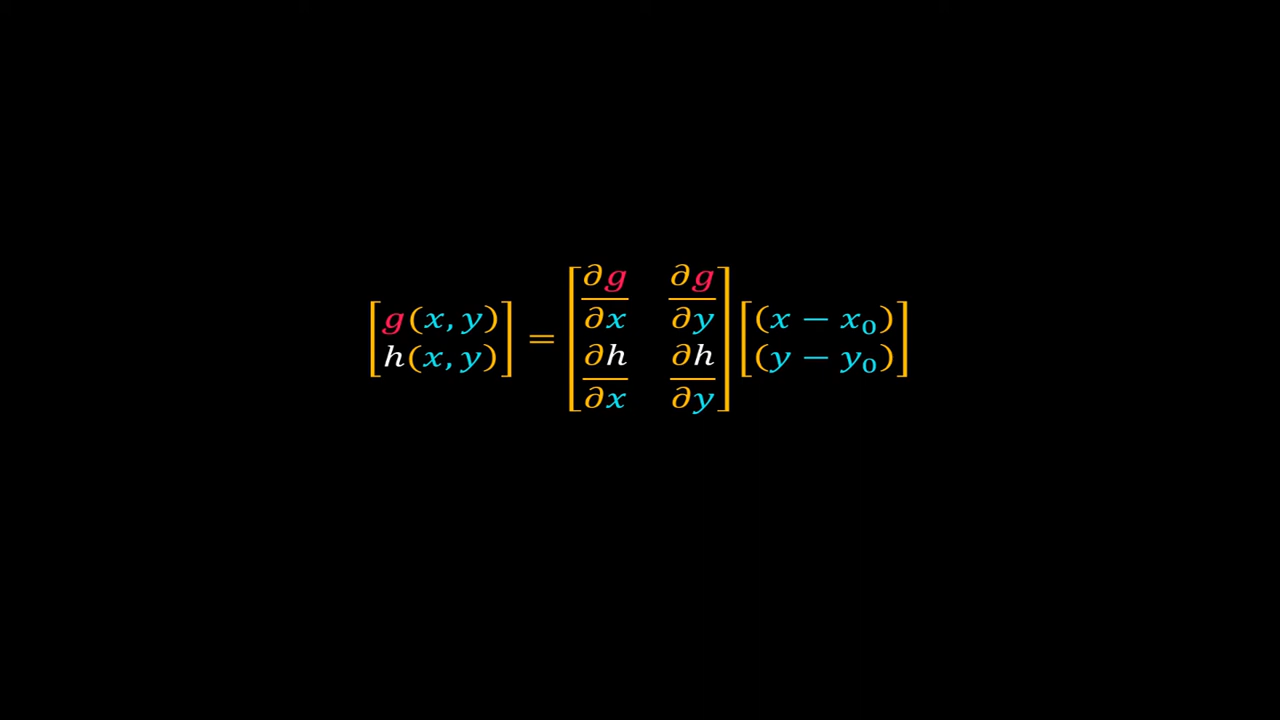 [g(x, y)
h(x, y)] = [∂g/∂x ∂g/∂y
∂h/∂x ∂h/∂y] [(x − x₀)
(y − y₀)]